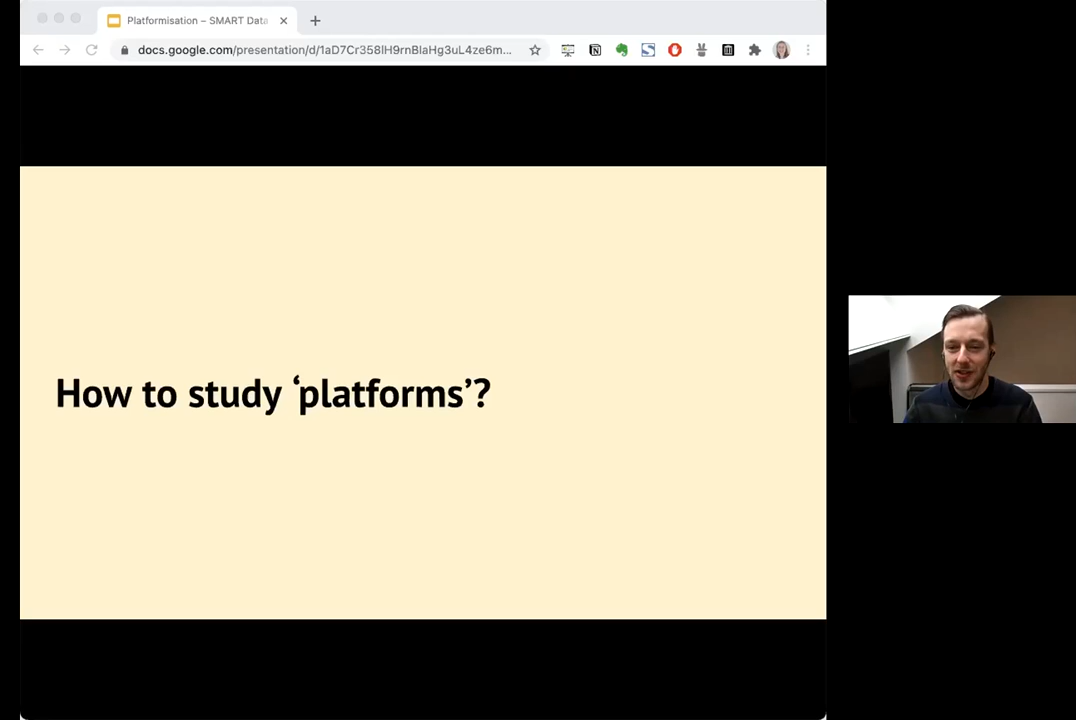 Platformisation – SMART Data
docs.google.com/presentation/d/1aD7Cr358lH9rnBlaHg3uL4ze6m...
How to study ‘platforms’?